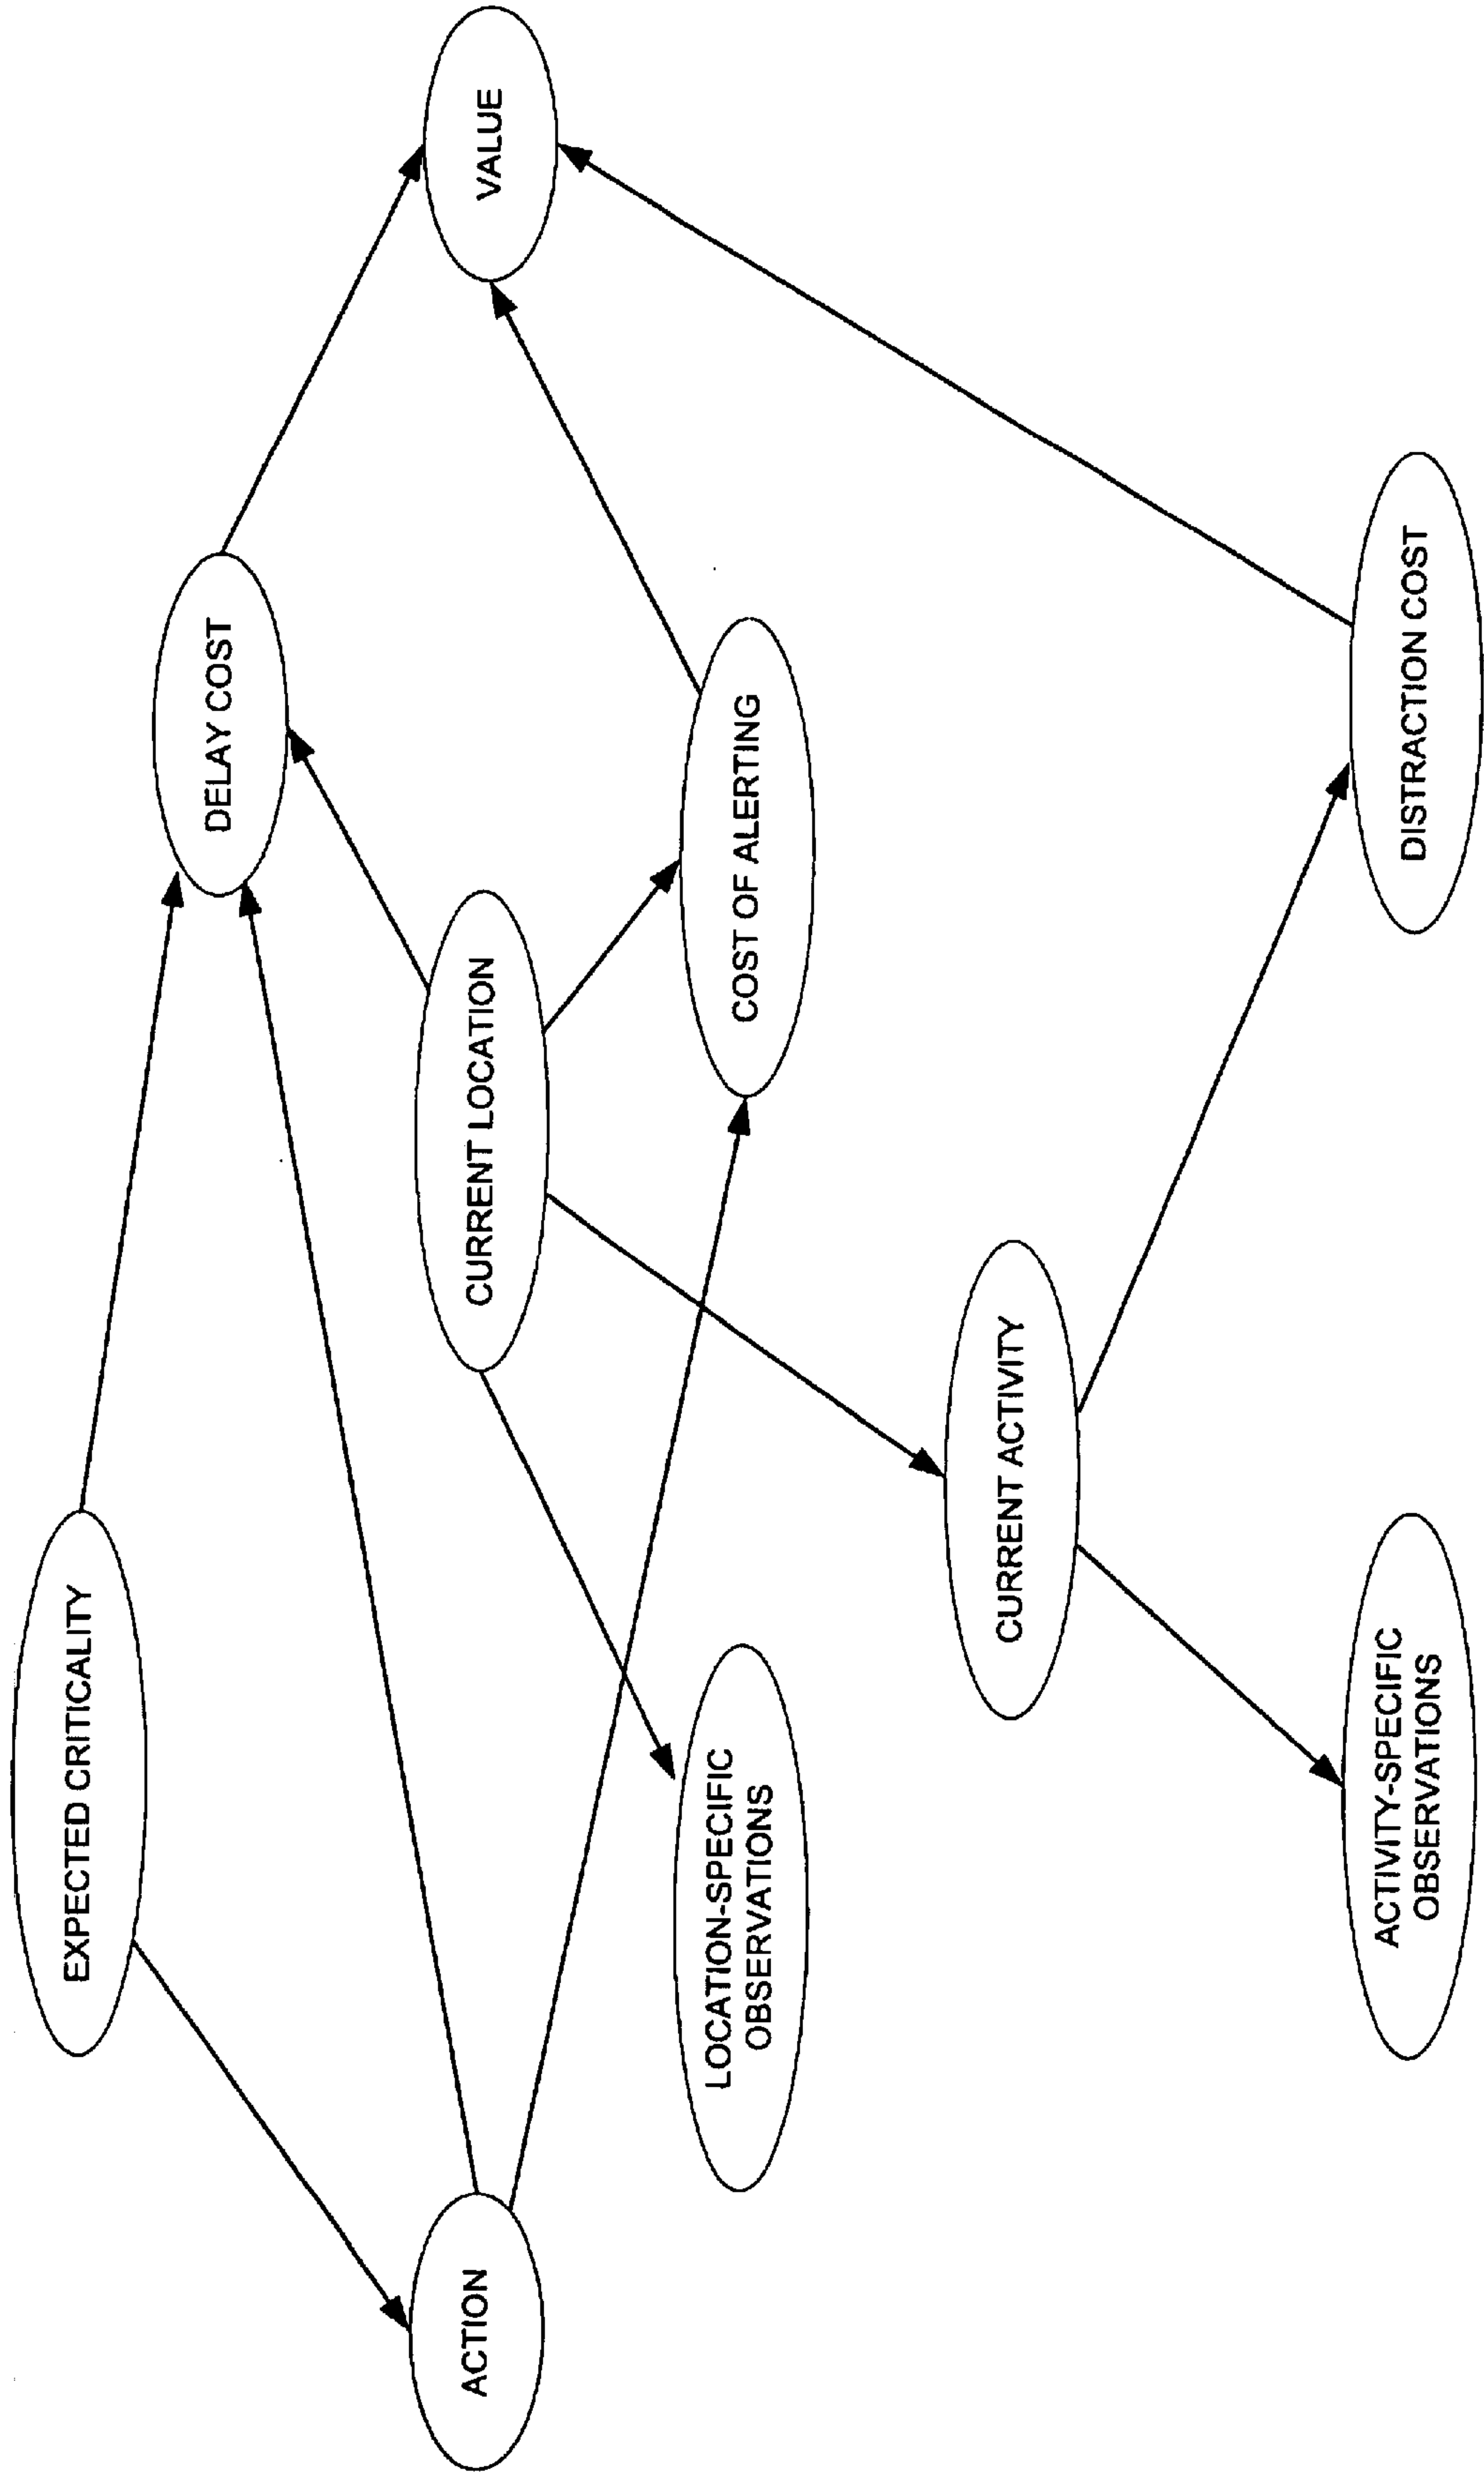 EXPECTED CRITICALITY
DELAY COST
ACTION
CURRENT LOCATION
VALUE
LOCATION-SPECIFIC
OBSERVATIONS
COST OF ALERTING
CURRENT ACTIVITY
ACTIVITY-SPECIFIC
OBSERVATIONS
DISTRACTION COST